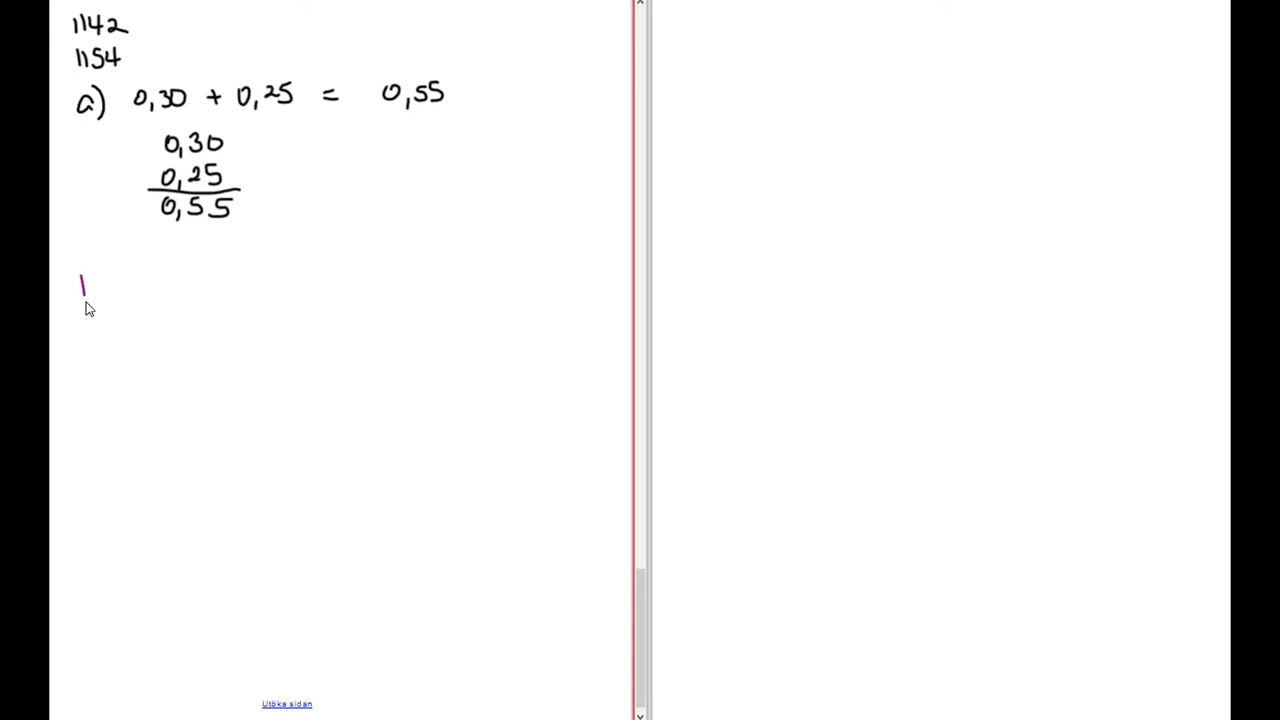 1142
1154
a) 0,30 + 0,25 = 0,55
0,30
0,25
0,55
Utöka sidan